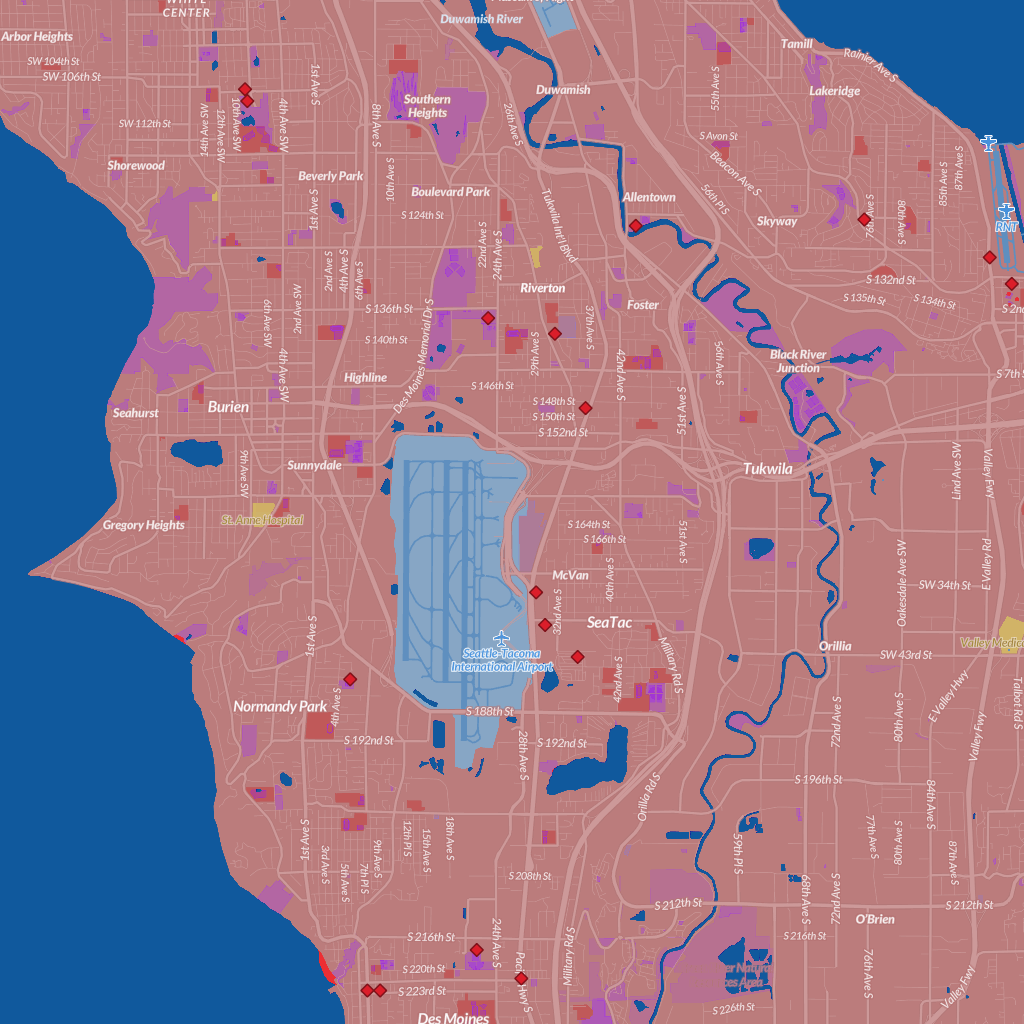 WHITE
CENTER
Duwamish River
Arbor Heights
Tamill
Rainier Ave S
SW 104th St
SW 106th St
1st Ave S
55th Ave S
Duwamish
Lakeridge
Southern
Heights
14th Ave SW
12th Ave SW
10th Ave SW
4th Ave SW
8th Ave S
26th Ave S
SW 112th St
S Avon St
Beacon Ave S
Shorewood
Beverly Park
10th Ave S
Boulevard Park
Allentown
56th Pl S
85th Ave S
87th Ave S
1st Ave S
S 124th St
Tukwila Int'l Blvd
Skyway
76th Ave S
80th Ave S
RNT
22nd Ave S
24th Ave S
2nd Ave S
4th Ave S
6th Ave S
S 132nd St
Riverton
6th Ave SW
2nd Ave SW
S 136th St
Foster
S 135th St
S 134th St
37th Ave S
S 140th St
Des Moines Memorial Dr S
29th Ave S
42nd Ave S
56th Ave S
Black River
Junction
4th Ave SW
Highline
S 146th St
S 7th St
Seahurst
Burien
S 148th St
S 150th St
51st Ave S
S 152nd St
9th Ave SW
Sunnydale
Tukwila
Lind Ave SW
Valley Fwy
Gregory Heights
St. Anne Hospital
S 164th St
S 166th St
51st Ave S
Oakesdale Ave SW
E Valley Rd
McVan
40th Ave S
SW 34th St
32nd Ave S
SeaTac
1st Ave S
Seattle-Tacoma
International Airport
Military Rd S
Orillia
SW 43rd St
42nd Ave S
Normandy Park
4th Ave S
S 188th St
E Valley Hwy
Talbot Rd S
72nd Ave S
80th Ave S
Valley Fwy
S 192nd St
28th Ave S
S 192nd St
Orillia Rd S
S 196th St
84th Ave S
1st Ave S
3rd Ave S
5th Ave S
7th Pl S
9th Ave S
12th Pl S
15th Ave S
18th Ave S
59th Pl S
77th Ave S
80th Ave S
87th Ave S
S 208th St
68th Ave S
72nd Ave S
S 212th St
S 212th St
O'Brien
24th Ave S
S 216th St
S 216th St
Military Rd S
S 220th St
76th Ave S
S 223rd St
Valley Fwy
S 226th St
Des Moines